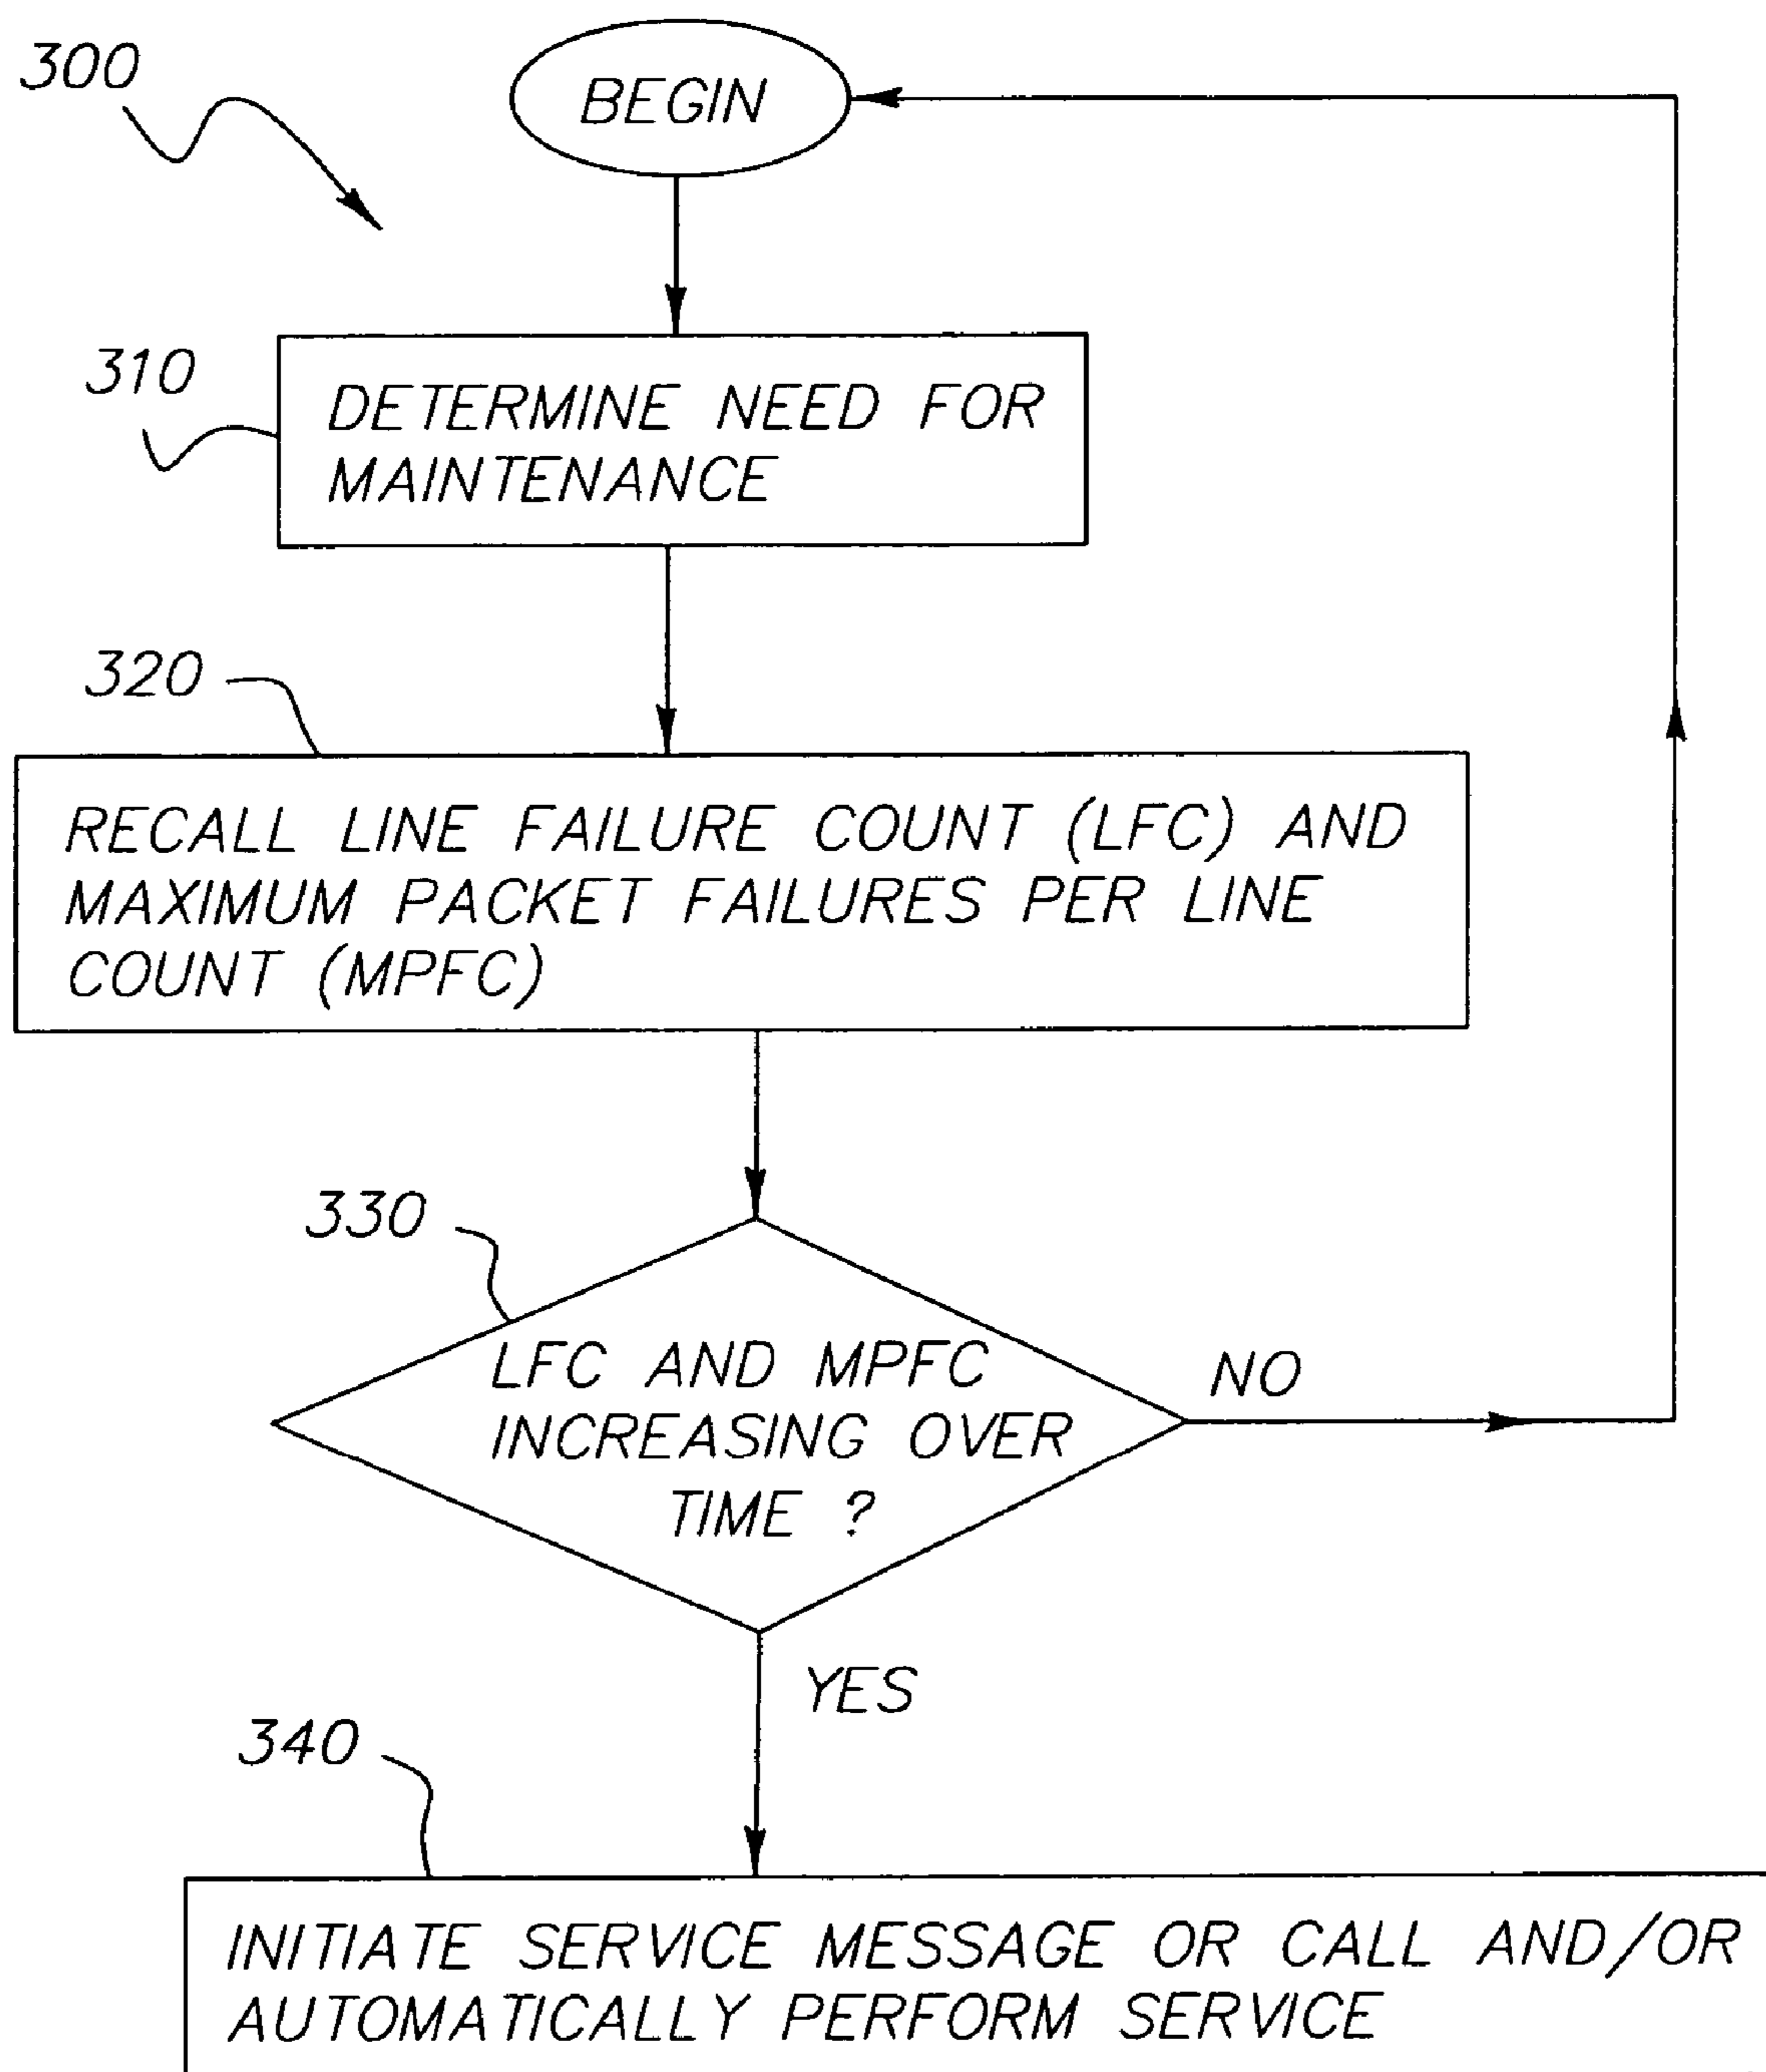 300
BEGIN
310
DETERMINE NEED FOR
MAINTENANCE
320
RECALL LINE FAILURE COUNT (LFC) AND
MAXIMUM PACKET FAILURES PER LINE
COUNT (MPFC)
330
LFC AND MPFC
INCREASING OVER
TIME ?
NO
YES
340
INITIATE SERVICE MESSAGE OR CALL AND/OR
AUTOMATICALLY PERFORM SERVICE